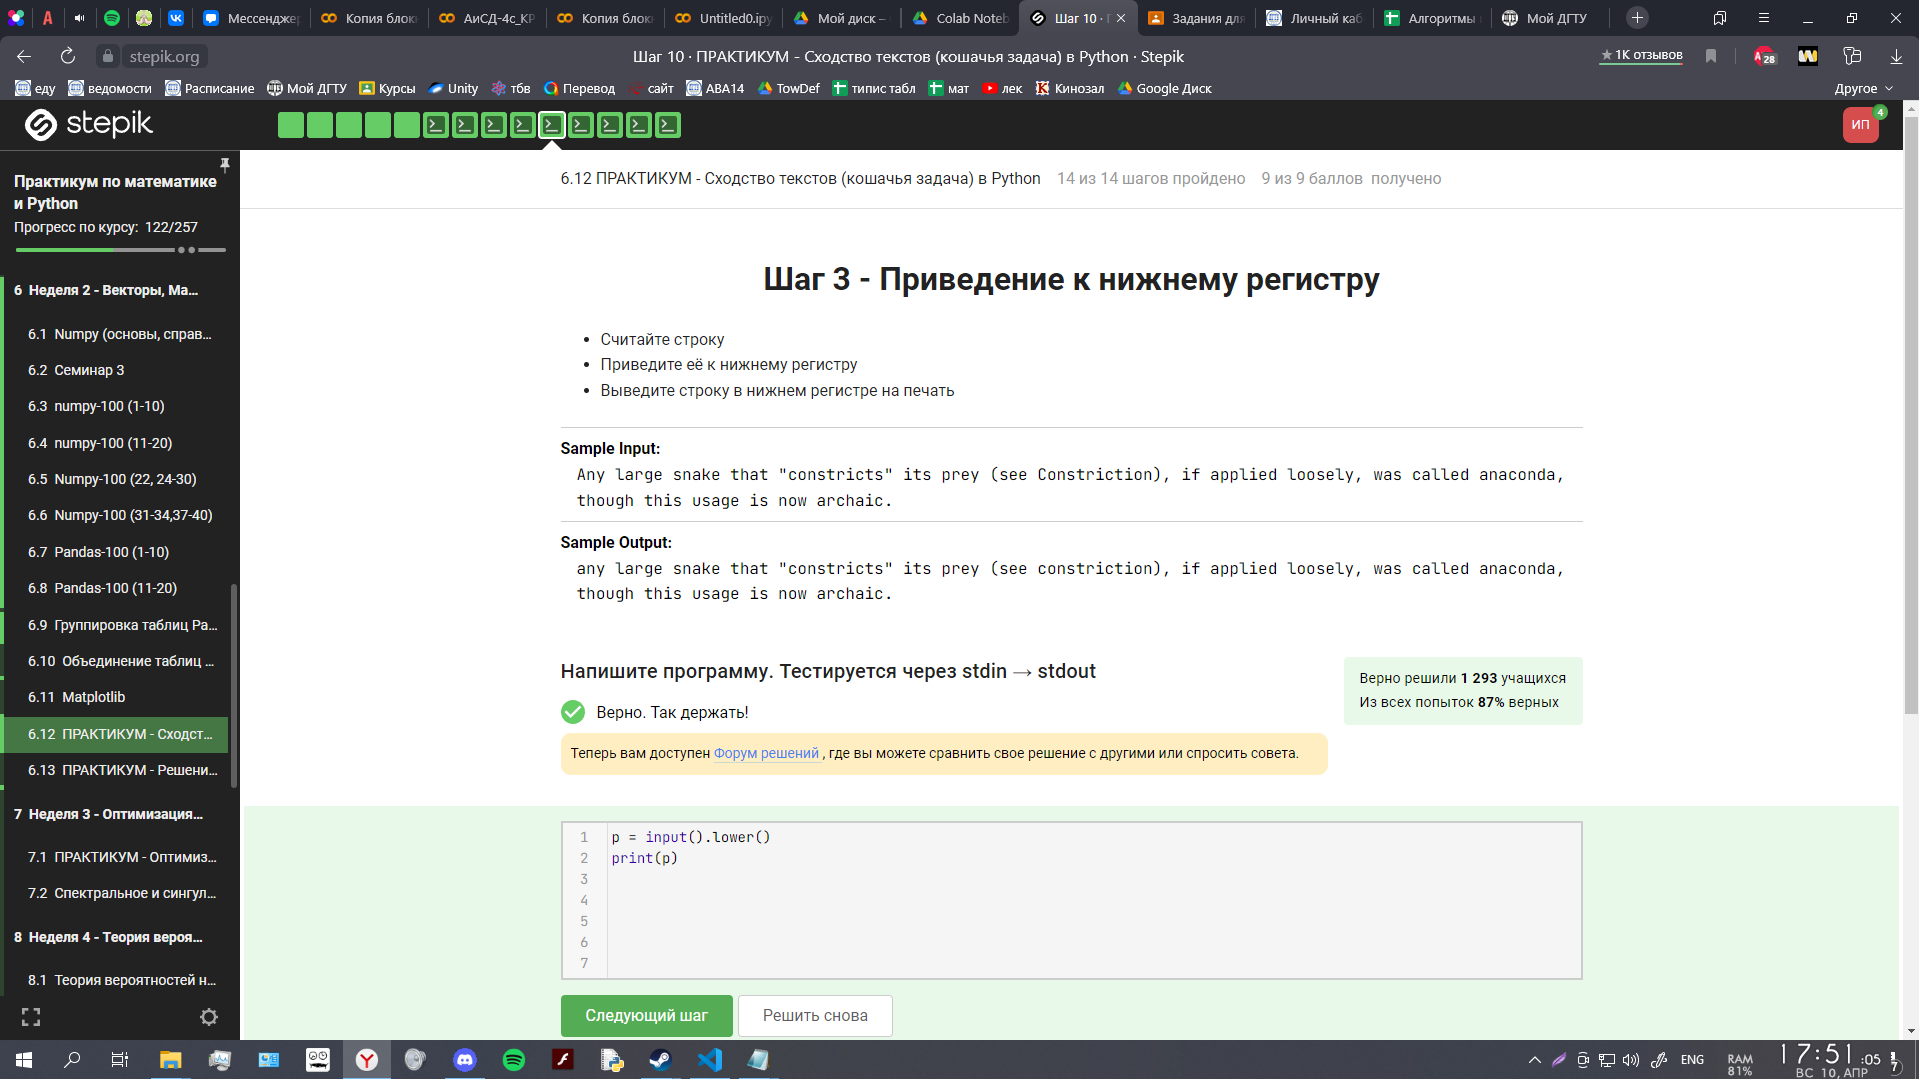 Мессенджер
Копия блок
АиСД-4с_КР
Копия блок
Untitled0.ipy
Мой диск –
Colab Noteb
Шаг 10 · П
Задания для
Личный каб
Алгоритмы
Мой ДГТУ
stepik.org
Шаг 10 · ПРАКТИКУМ - Сходство текстов (кошачья задача) в Python · Stepik
★ 1K отзывов
28
еду
ведомости
Расписание
Мой ДГТУ
Курсы
Unity
тбв
Перевод
сайт
ABA14
TowDef
типис табл
мат
лек
Кинозал
Google Диск
Другое
stepik
ИП
4
Практикум по математике
и Python
Прогресс по курсу: 122/257
6 Неделя 2 - Векторы, Ма...
6.1 Numpy (основы, справ...
6.2 Семинар 3
6.3 numpy-100 (1-10)
6.4 numpy-100 (11-20)
6.5 Numpy-100 (22, 24-30)
6.6 Numpy-100 (31-34,37-40)
6.7 Pandas-100 (1-10)
6.8 Pandas-100 (11-20)
6.9 Группировка таблиц Pa...
6.10 Объединение таблиц ...
6.11 Matplotlib
6.12 ПРАКТИКУМ - Сходст...
6.13 ПРАКТИКУМ - Решени...
7 Неделя 3 - Оптимизация...
7.1 ПРАКТИКУМ - Оптимиз...
7.2 Спектральное и сингул...
8 Неделя 4 - Теория вероя...
8.1 Теория вероятностей н...
6.12 ПРАКТИКУМ - Сходство текстов (кошачья задача) в Python 14 из 14 шагов пройдено 9 из 9 баллов получено
Шаг 3 - Приведение к нижнему регистру
• Считайте строку
• Приведите её к нижнему регистру
• Выведите строку в нижнем регистре на печать
Sample Input:
Any large snake that "constricts" its prey (see Constriction), if applied loosely, was called anaconda,
though this usage is now archaic.
Sample Output:
any large snake that "constricts" its prey (see constriction), if applied loosely, was called anaconda,
though this usage is now archaic.
Напишите программу. Тестируется через stdin → stdout
Верно решили 1 293 учащихся
Из всех попыток 87% верных
Верно. Так держать!
Теперь вам доступен Форум решений , где вы можете сравнить свое решение с другими или спросить совета.
1 p = input().lower()
2 print(p)
3
4
5
6
7
Следующий шаг
Решить снова
ENG
RAM
81%
17:51 :05
ВС 10, АПР
7